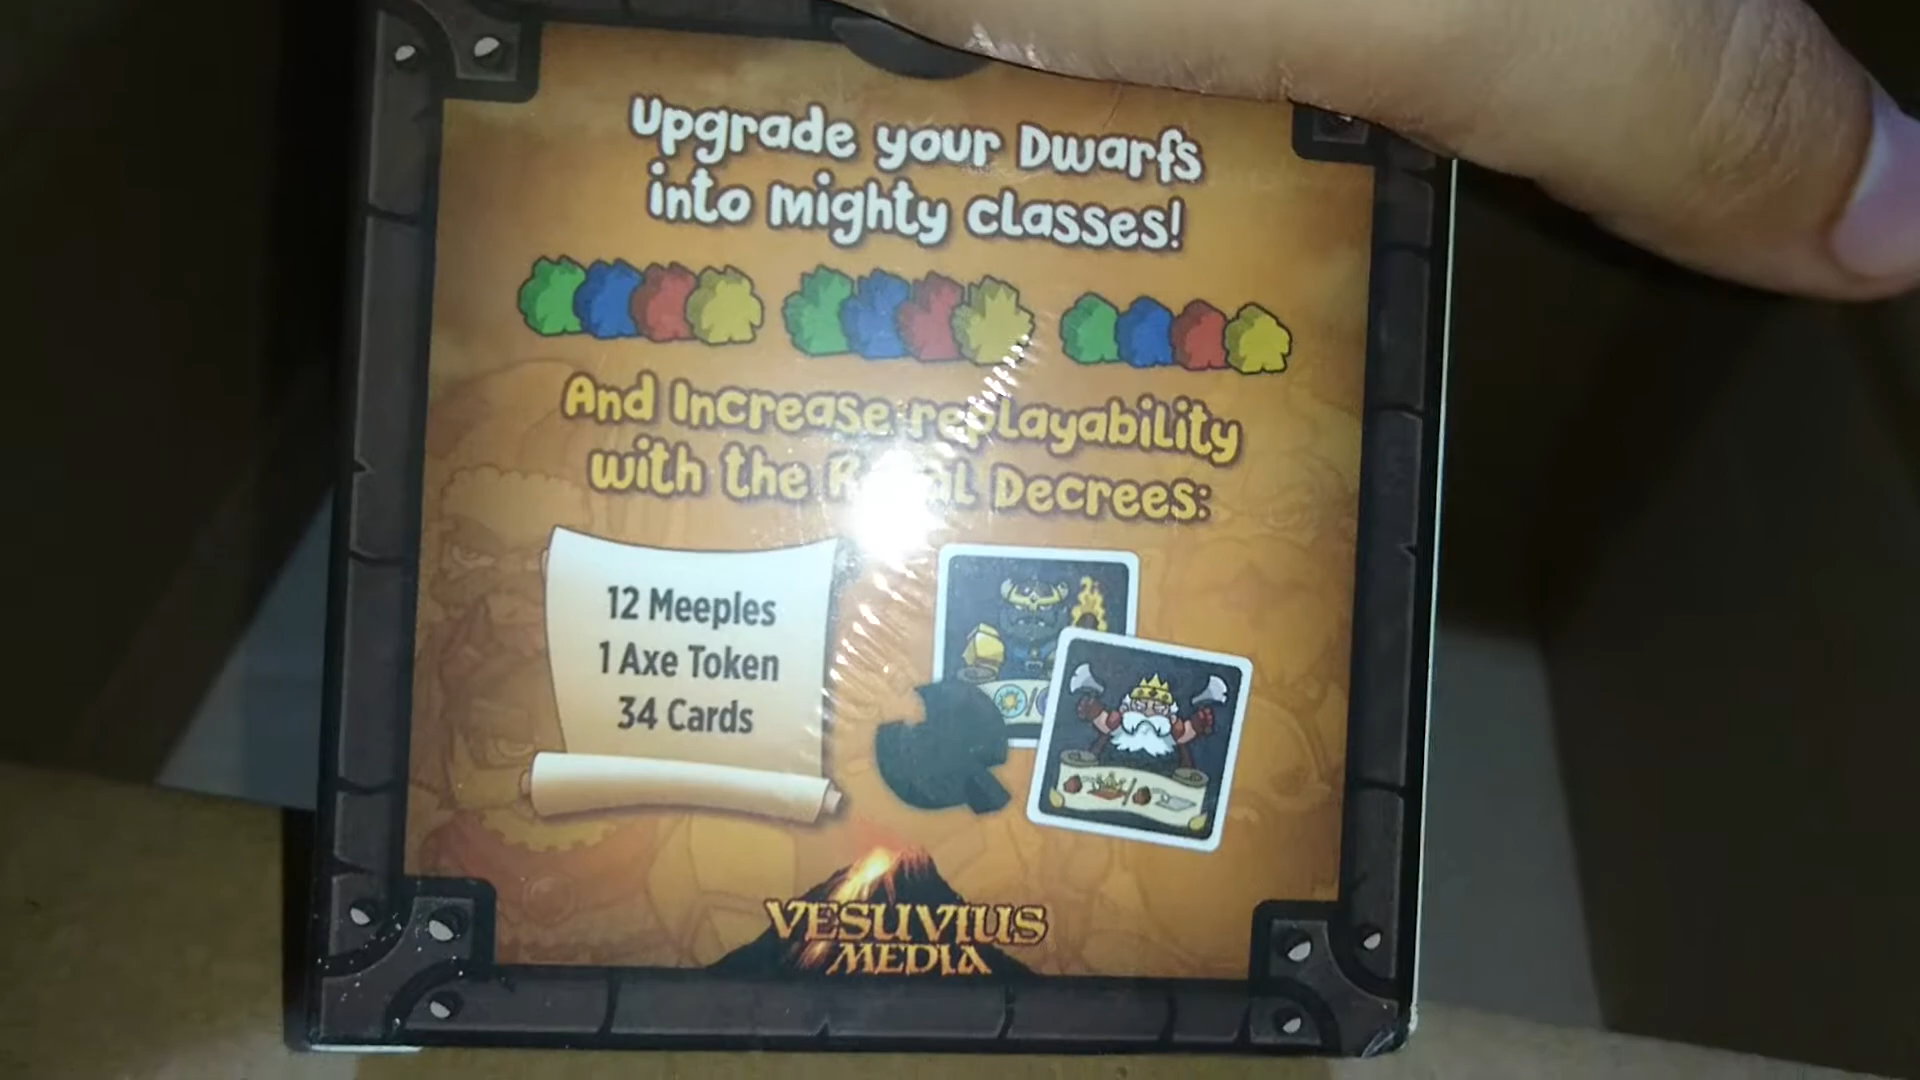 Upgrade your Dwarfs
into mighty classes!
And Increase replayability
with the Decrees:
12 Meeples
1 Axe Token
34 Cards
VESUVIUS
MEDIA